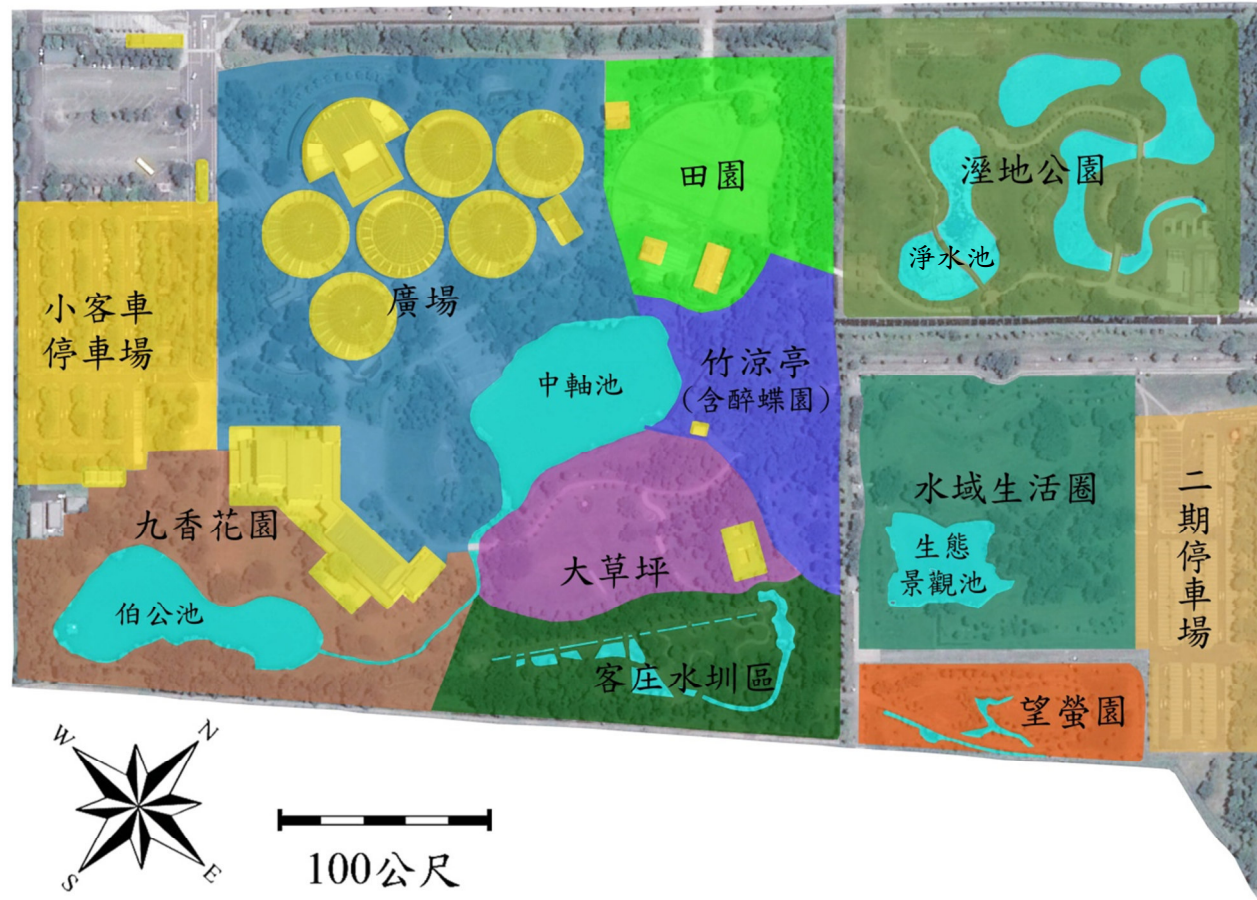 田園
溼地公園
淨水池
小客車
停車場
廣場
中軸池
竹涼亭
(含醉蝶園)
九香花園
伯公池
大草坪
客庄水圳區
水域生活圈
生態
景觀池
二期停車場
望螢園
W
N
S
E
100公尺